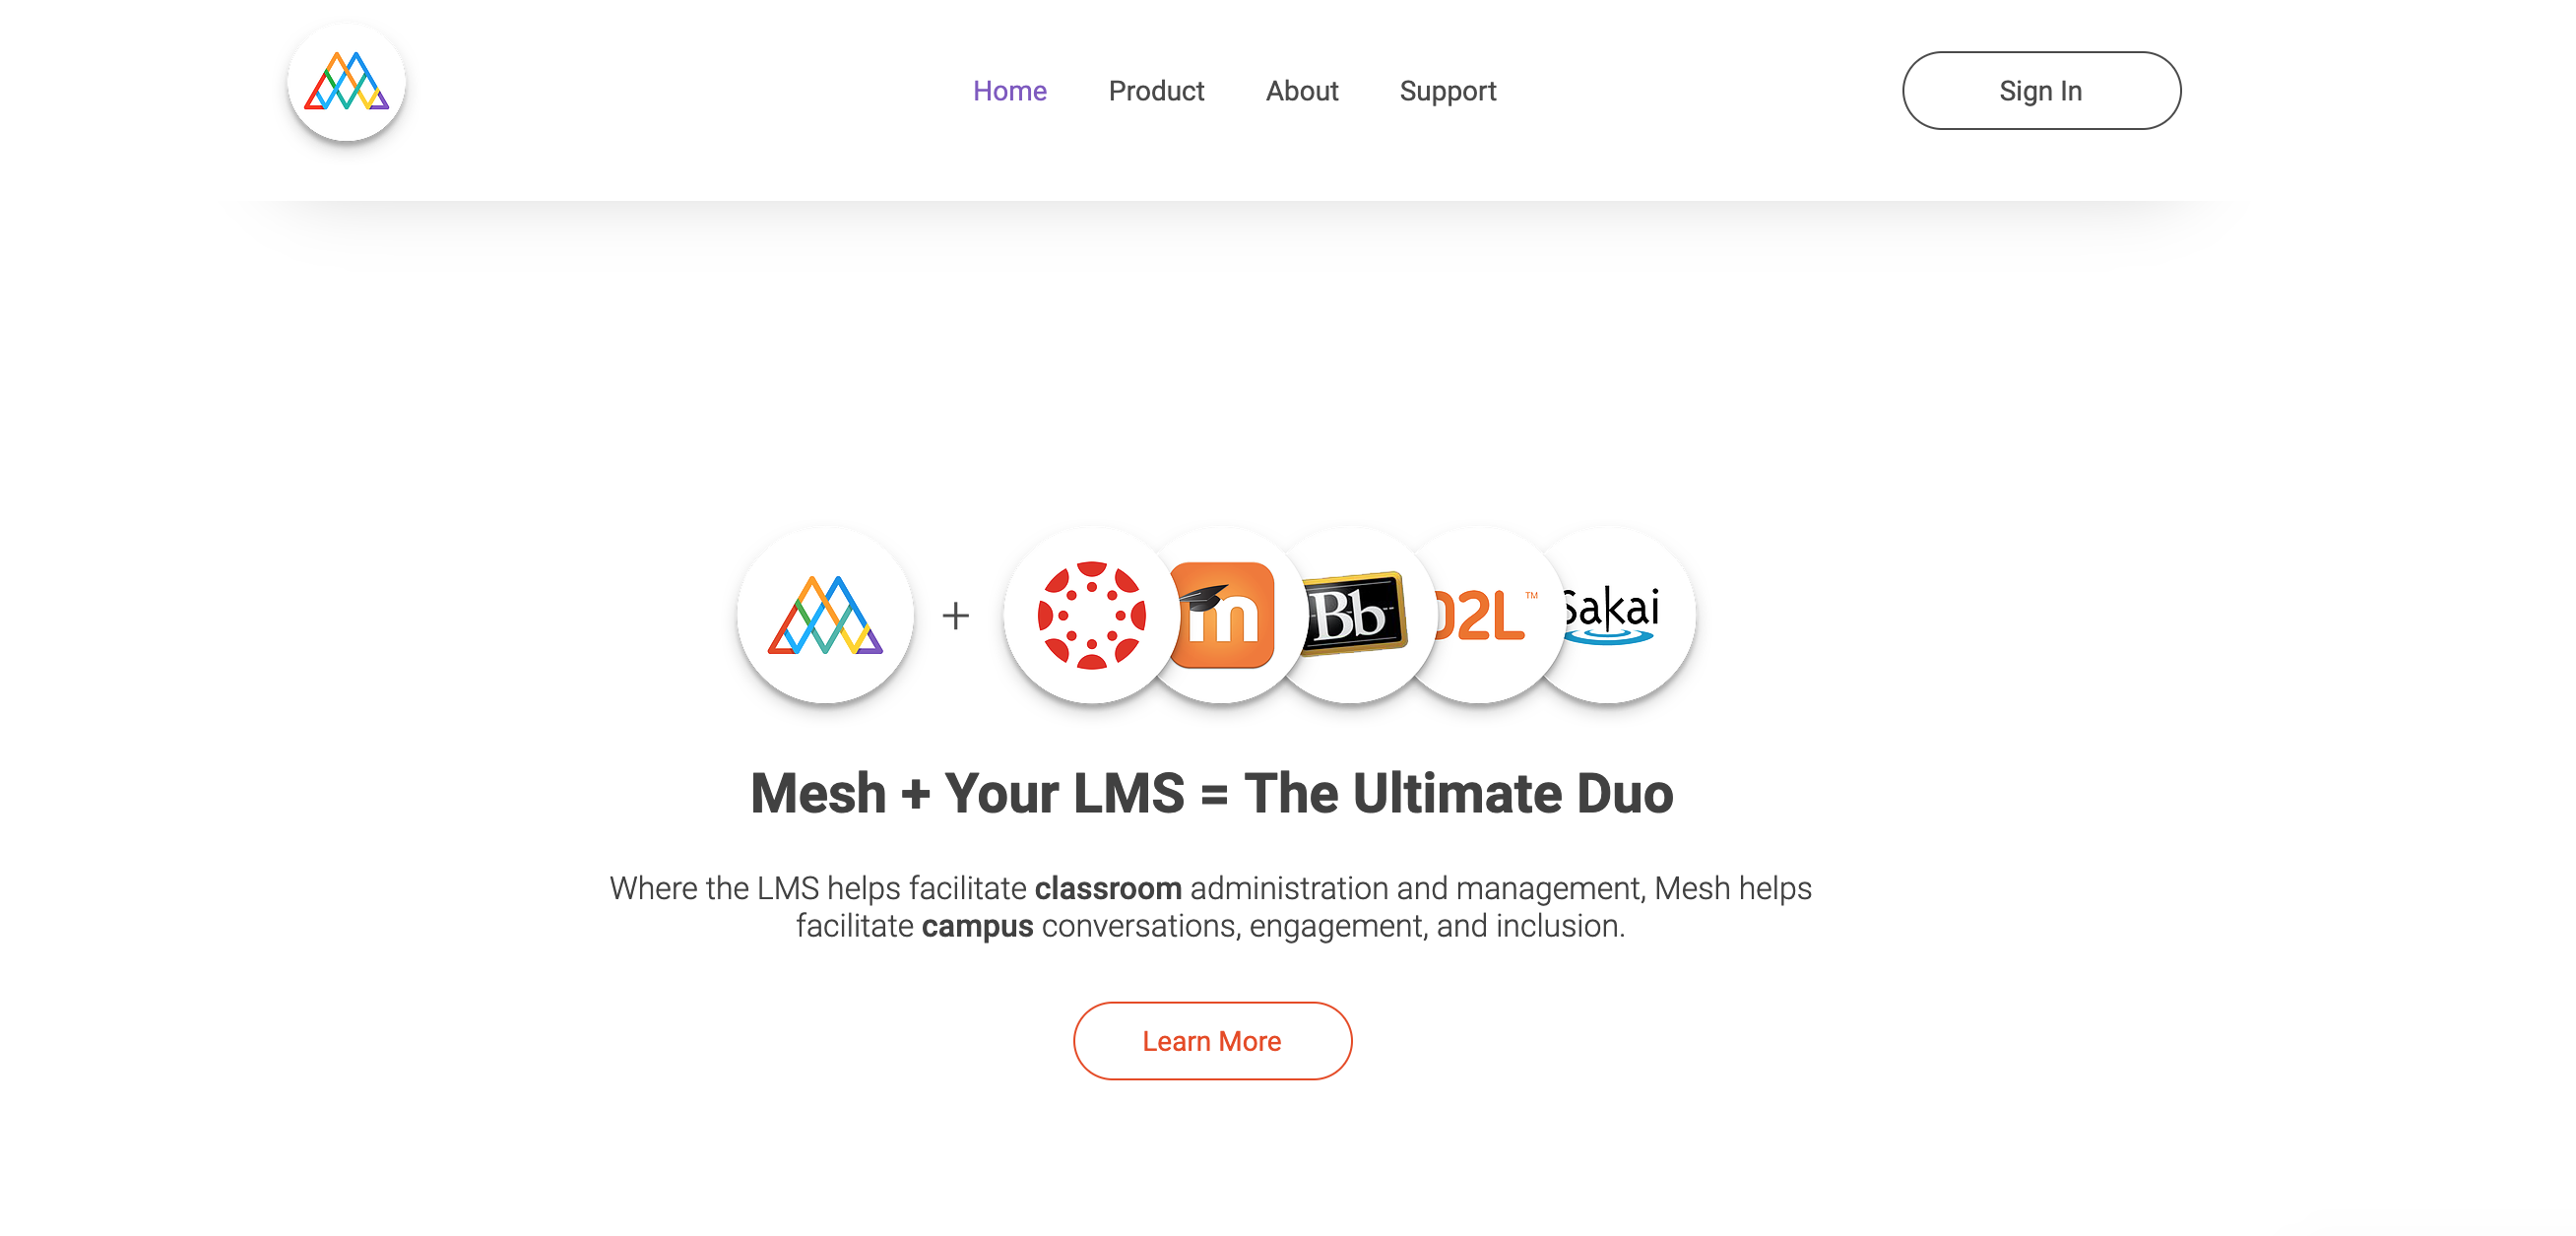 Home Product About Support Sign In
+
m Bb D2L™ Sakai
Mesh + Your LMS = The Ultimate Duo
Where the LMS helps facilitate classroom administration and management, Mesh helps
facilitate campus conversations, engagement, and inclusion.
Learn More